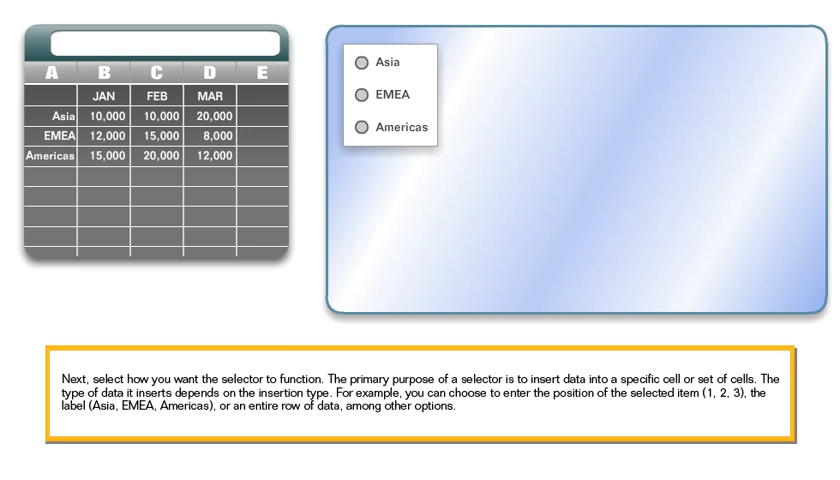 A B C D E
JAN FEB MAR
Asia 10,000 10,000 20,000
EMEA 12,000 15,000 8,000
Americas 15,000 20,000 12,000
Asia
EMEA
Americas
Next, select how you want the selector to function. The primary purpose of a selector is to insert data into a specific cell or set of cells. The
type of data it inserts depends on the insertion type. For example, you can choose to enter the position of the selected item (1, 2, 3), the
label (Asia, EMEA, Americas), or an entire row of data, among other options.